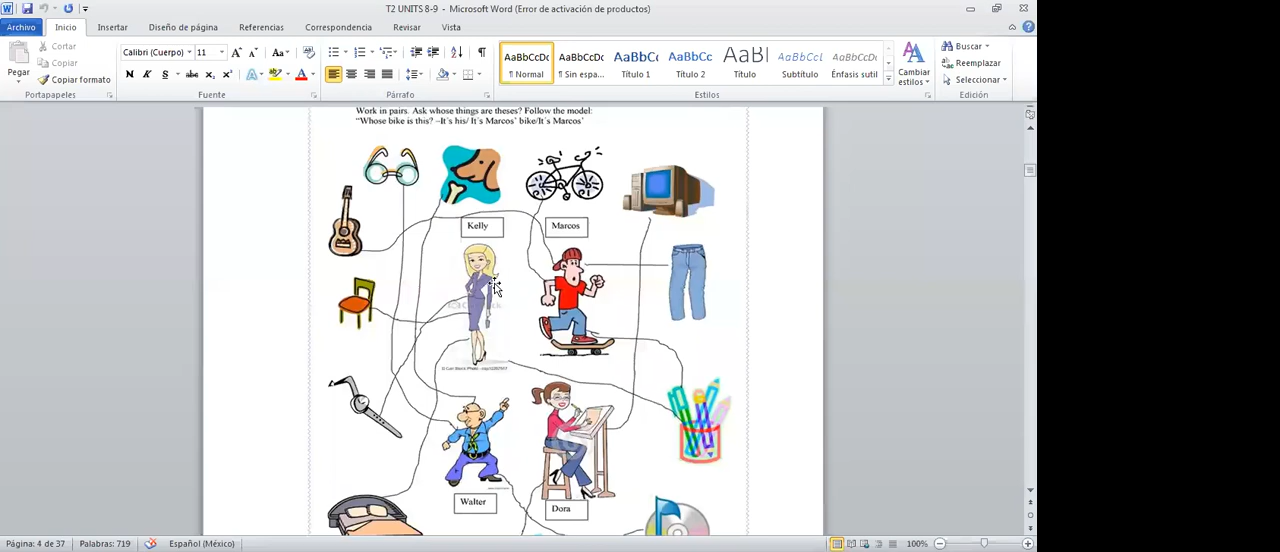 T2 UNITS 8-9 - Microsoft Word (Error de activación de productos)
Archivo Inicio Insertar Diseño de página Referencias Correspondencia Revisar Vista
Pegar
Cortar
Copiar
Copiar formato
Portapapeles
Calibri (Cuerpo) 11
Fuente
Párrafo
AaBbCcDc AaBbCcDc AaBbCc AaBbCc AaBl AaBbCcL AaBbCcDc
¶ Normal ¶ Sin espa... Título 1 Título 2 Título Subtítulo Énfasis sutil
Estilos
Cambiar estilos
Buscar
Reemplazar
Seleccionar
Edición
Work in pairs. Ask whose things are theses? Follow the model:
“Whose bike is this? –It´s his/ It´s Marcos’ bike/It´s Marcos’
Kelly
Marcos
Walter
Dora
Página: 4 de 37 Palabras: 719 Español (México) 100%